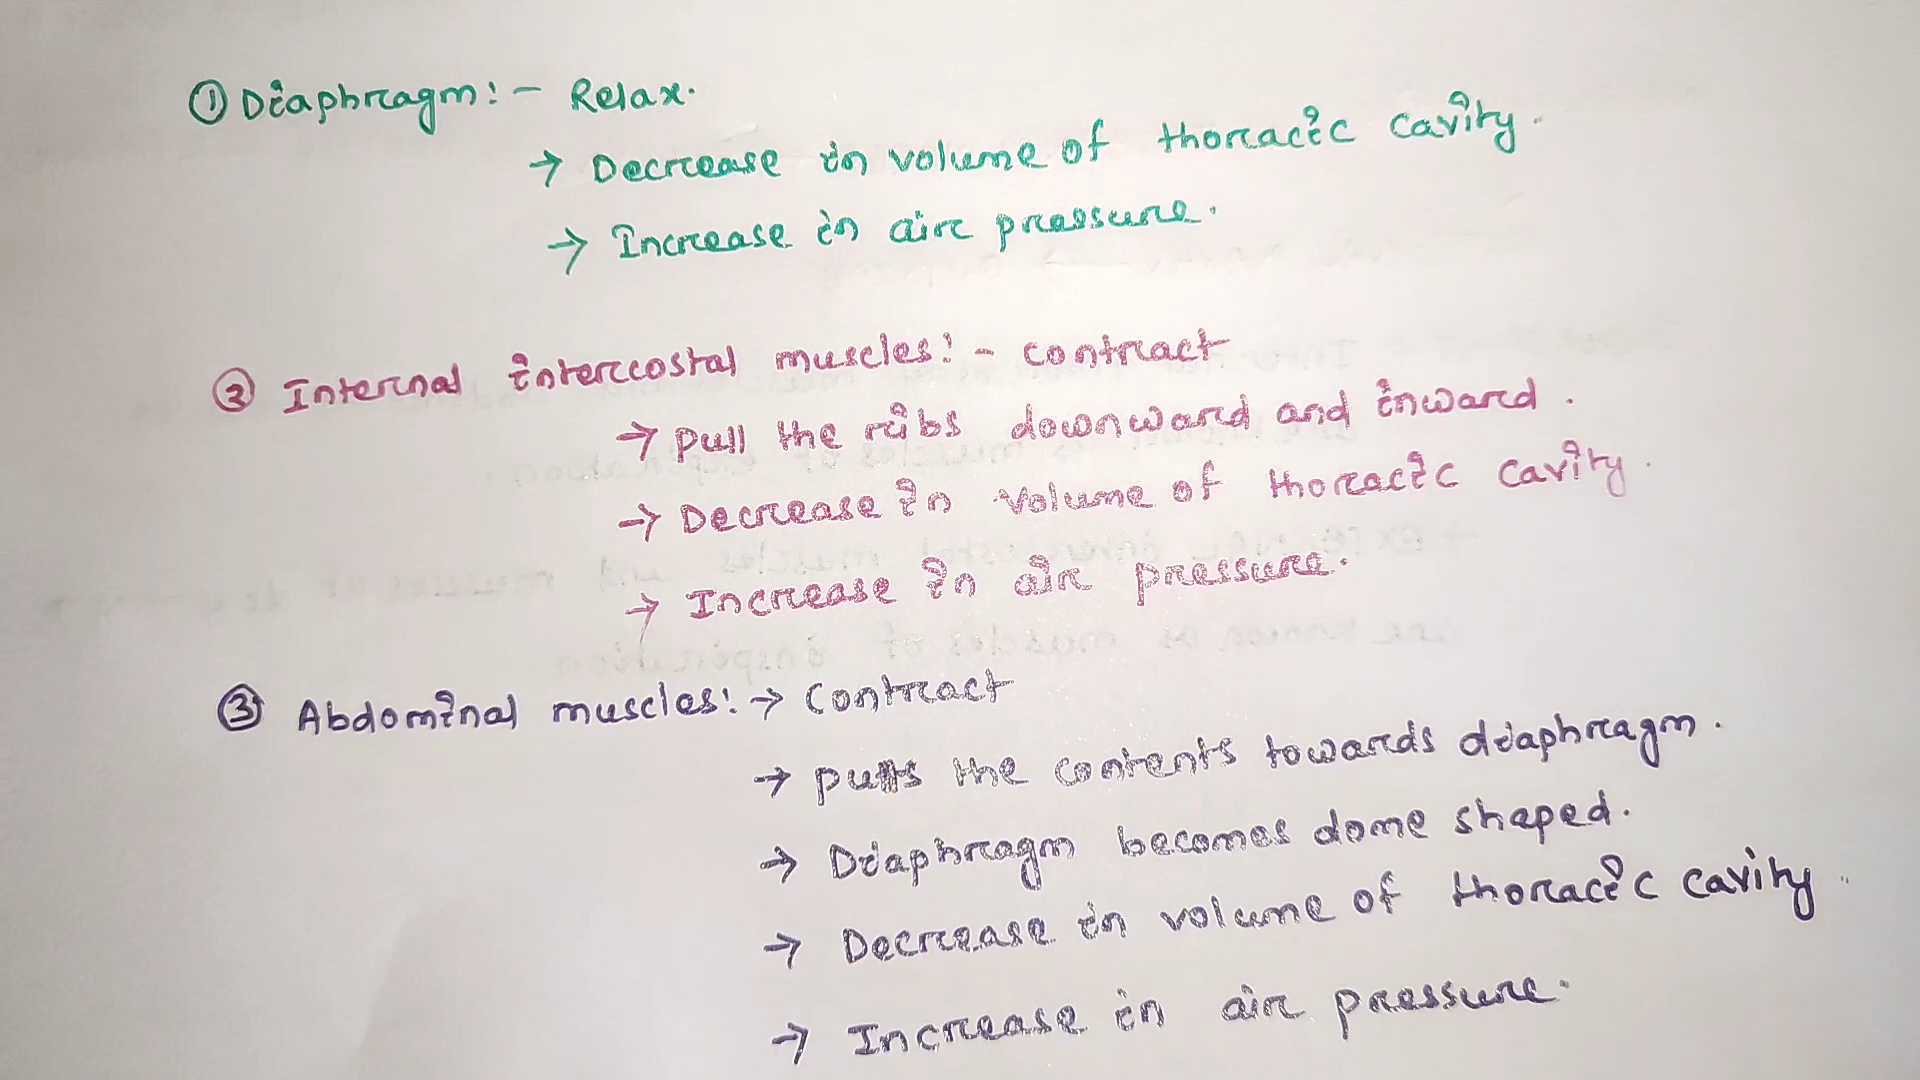 ① Diaphragm:- Relax.
→ Decrease in volume of thoracic cavity.
→ Increase in air pressure.
② Internal intercostal muscles:- contract
→ pull the ribs downward and inward.
→ Decrease in volume of thoracic cavity.
→ Increase in air pressure.
③ Abdominal muscles:→ Contract
→ the contents towards diaphragm.
→ Diaphragm becomes dome shaped.
→ Decrease in volume of thoracic cavity.
→ Increase in air pressure.